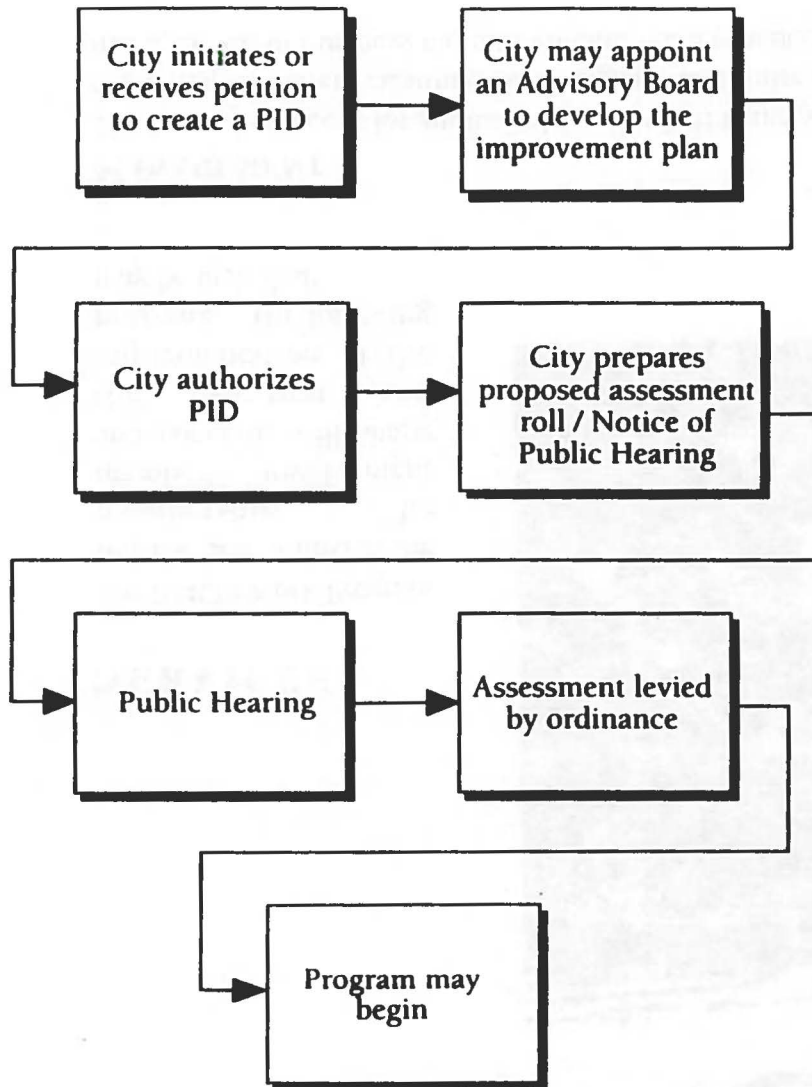 City initiates or
receives petition
to create a PID
City may appoint
an Advisory Board
to develop the
improvement plan
City authorizes
PID
City prepares
proposed assessment
roll / Notice of
Public Hearing
Public Hearing
Assessment levied
by ordinance
Program may
begin